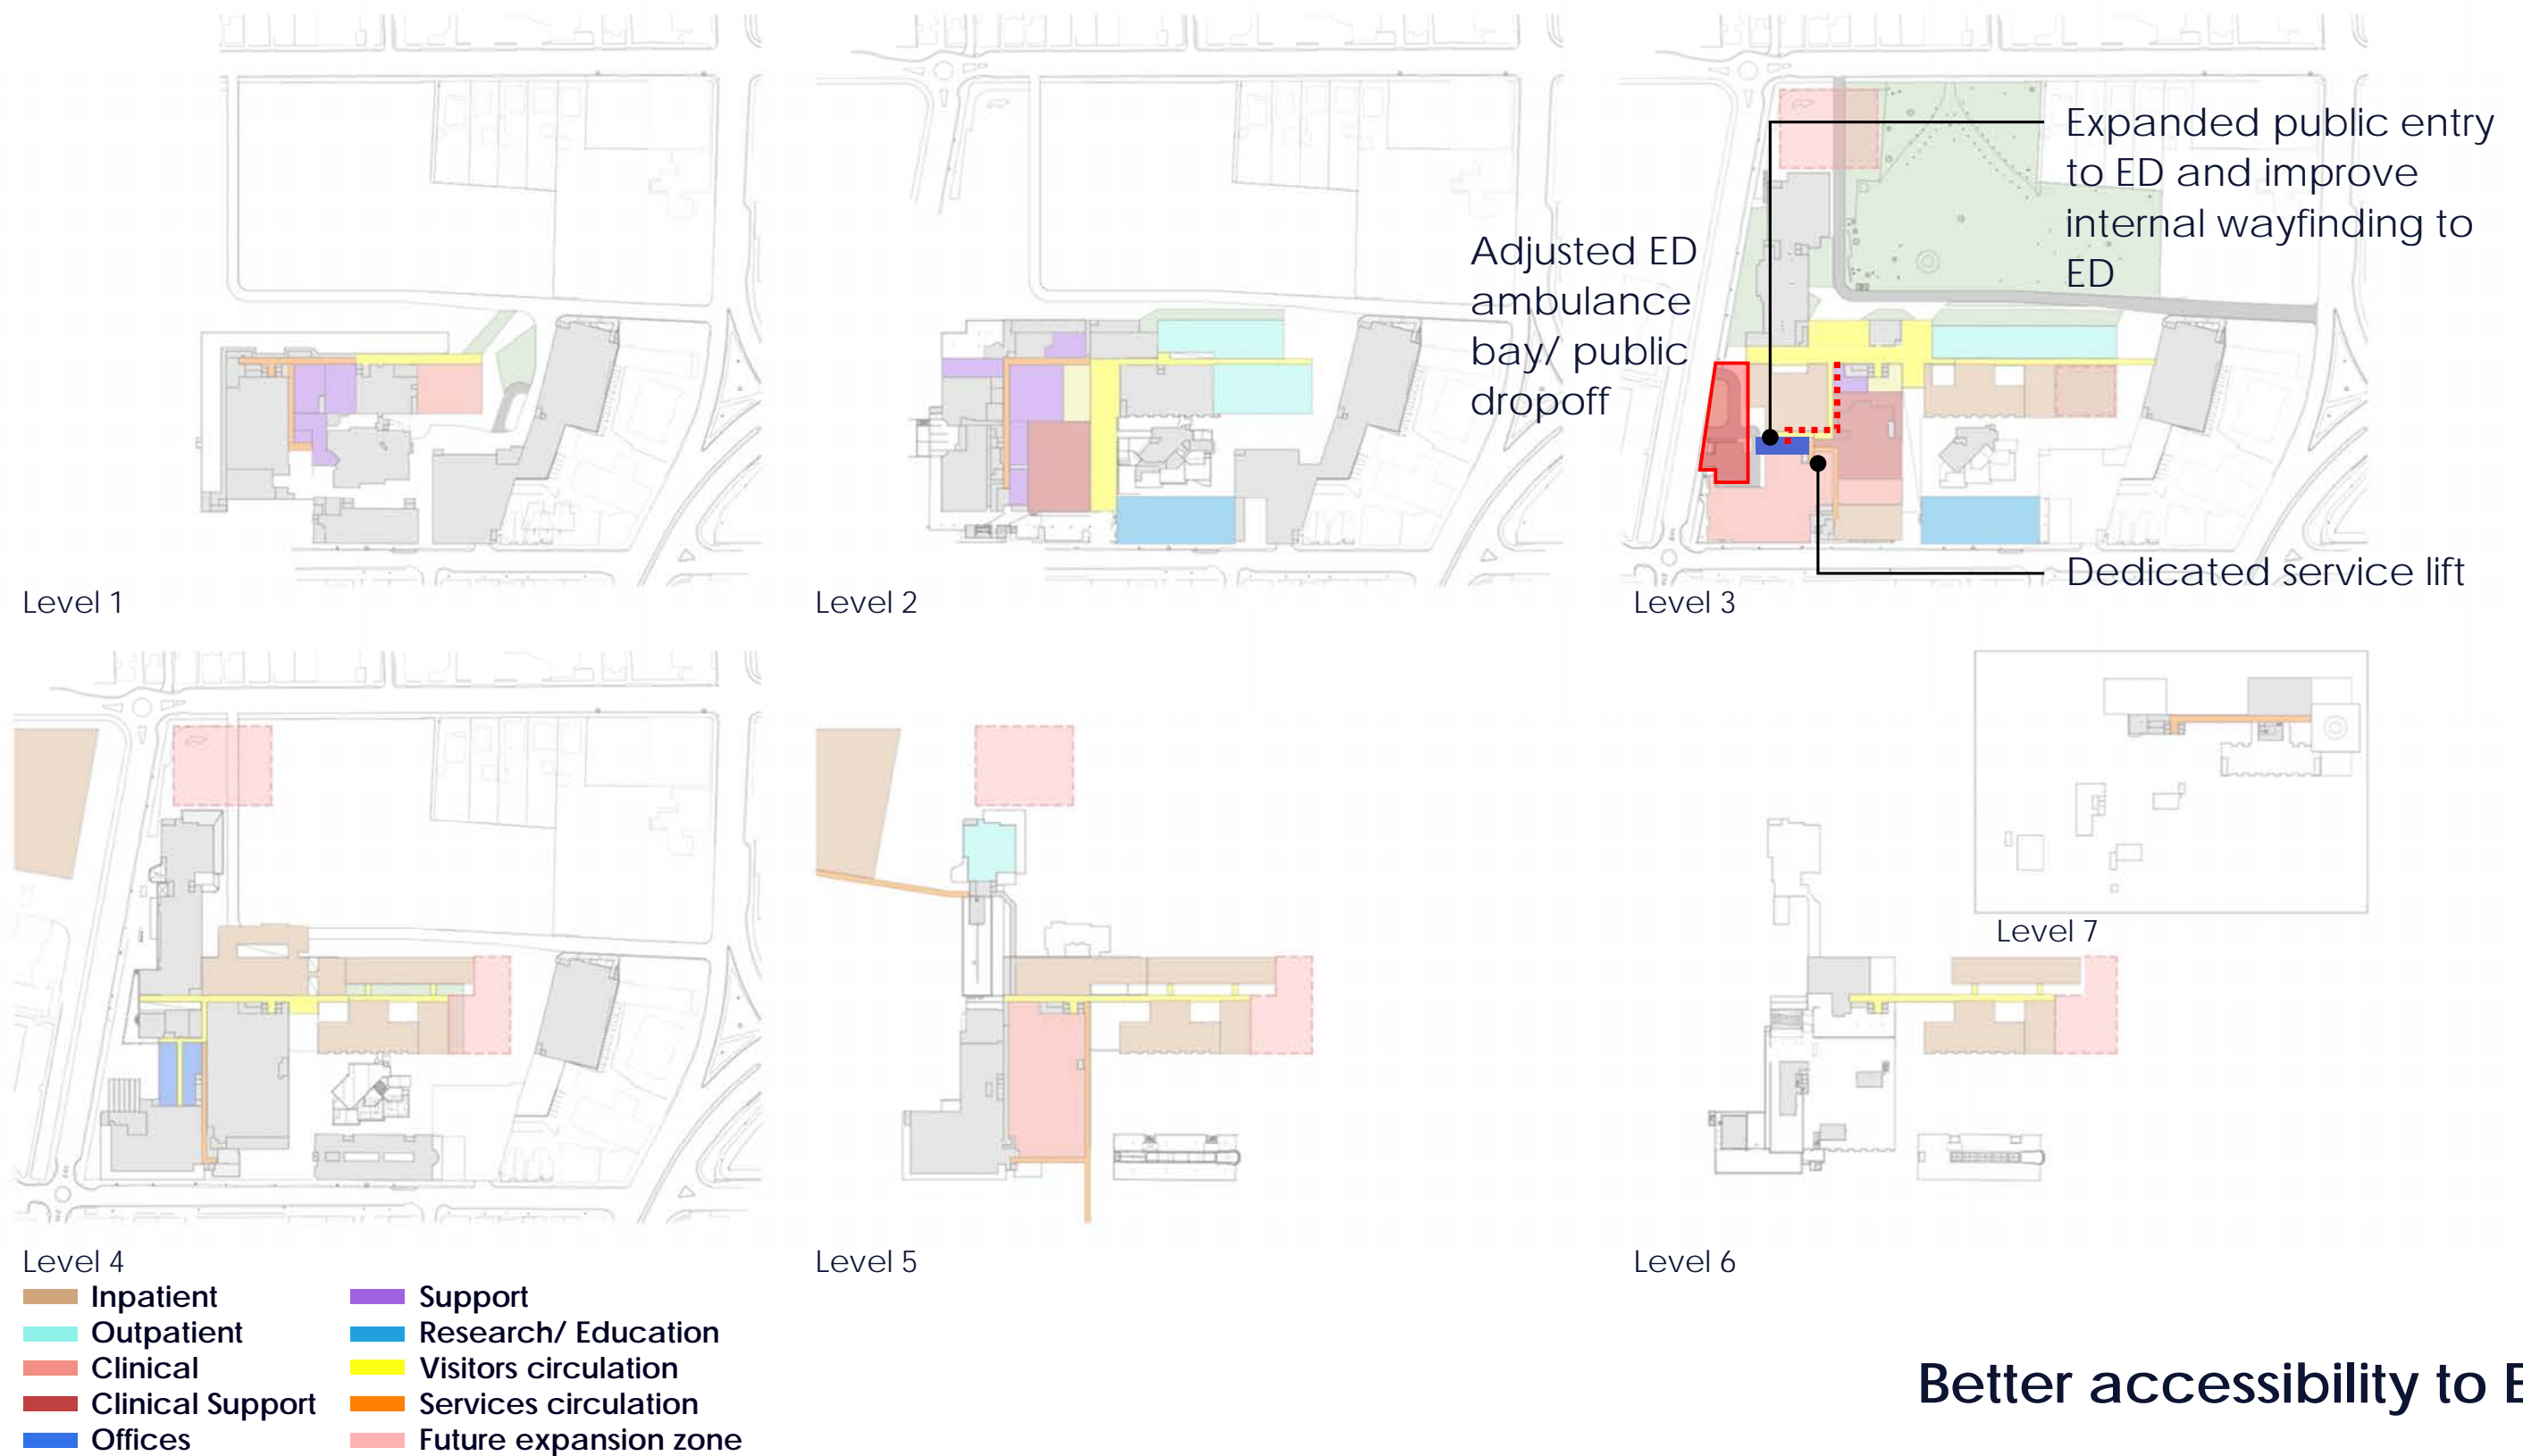 Expanded public entry
to ED and improve
internal wayfinding to
ED
Adjusted ED
ambulance
bay/ public
dropoff
Dedicated service lift
Level 1
Level 2
Level 3
Level 7
Level 4
Level 5
Level 6
Inpatient
Outpatient
Clinical
Clinical Support
Offices
Support
Research/ Education
Visitors circulation
Services circulation
Future expansion zone
Better accessibility to E